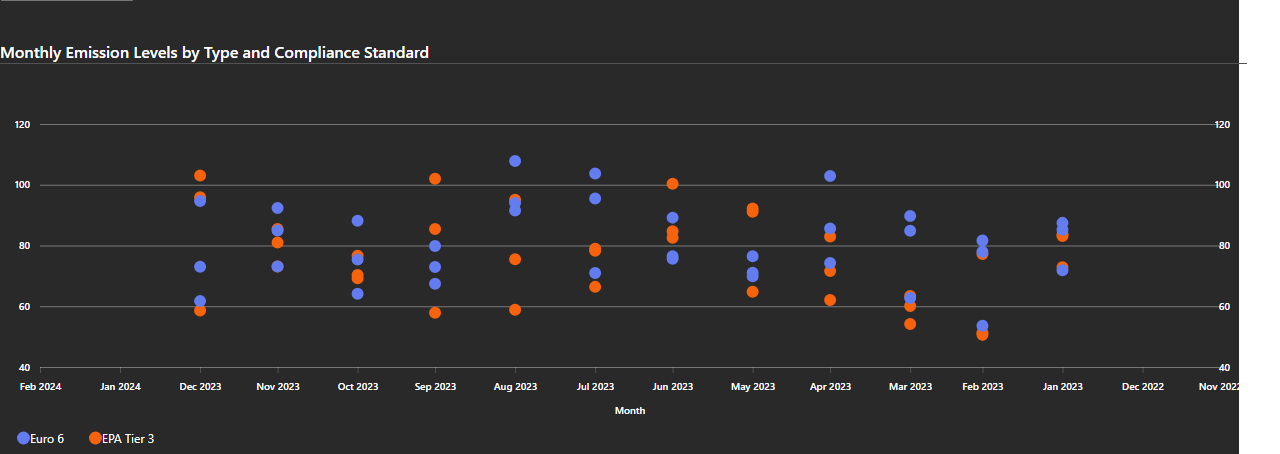 Monthly Emission Levels by Type and Compliance Standard
120 120
100 100
80 80
60 60
40 40
Feb 2024 Jan 2024 Dec 2023 Nov 2023 Oct 2023 Sep 2023 Aug 2023 Jul 2023 Jun 2023 May 2023 Apr 2023 Mar 2023 Feb 2023 Jan 2023 Dec 2022 Nov 2022
Month
Euro 6 EPA Tier 3